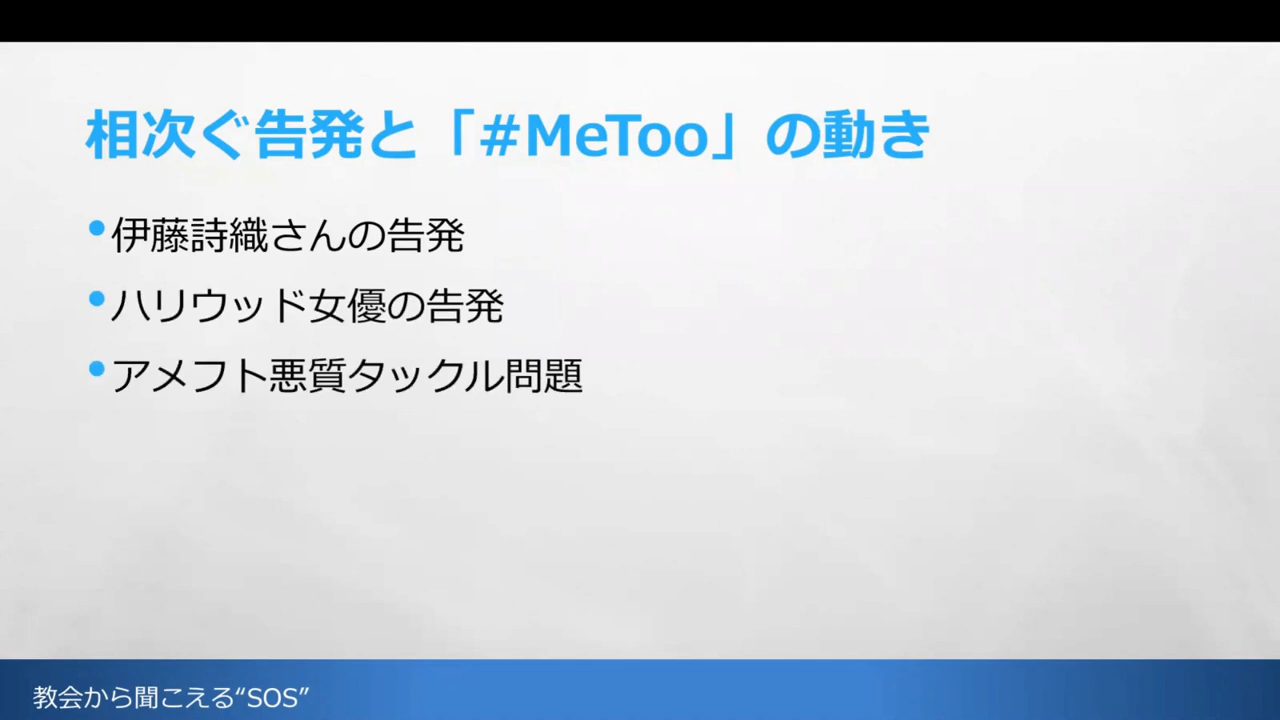 相次ぐ告発と「#MeToo」の動き
•伊藤詩織さんの告発
•ハリウッド女優の告発
•アメフト悪質タックル問題
教会から聞こえる“SOS”